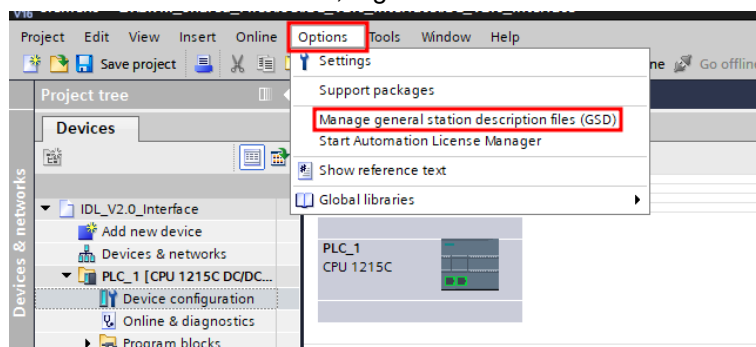 V16
Project Edit View Insert Online Options Tools Window Help
Save project
Go offline
Settings
Support packages
Manage general station description files (GSD)
Start Automation License Manager
Show reference text
Global libraries
Project tree
Devices
IDL_V2.0_Interface
Add new device
Devices & networks
PLC_1 [CPU 1215C DC/DC...
Device configuration
Online & diagnostics
Program blocks
Devices & networks
PLC_1
CPU 1215C